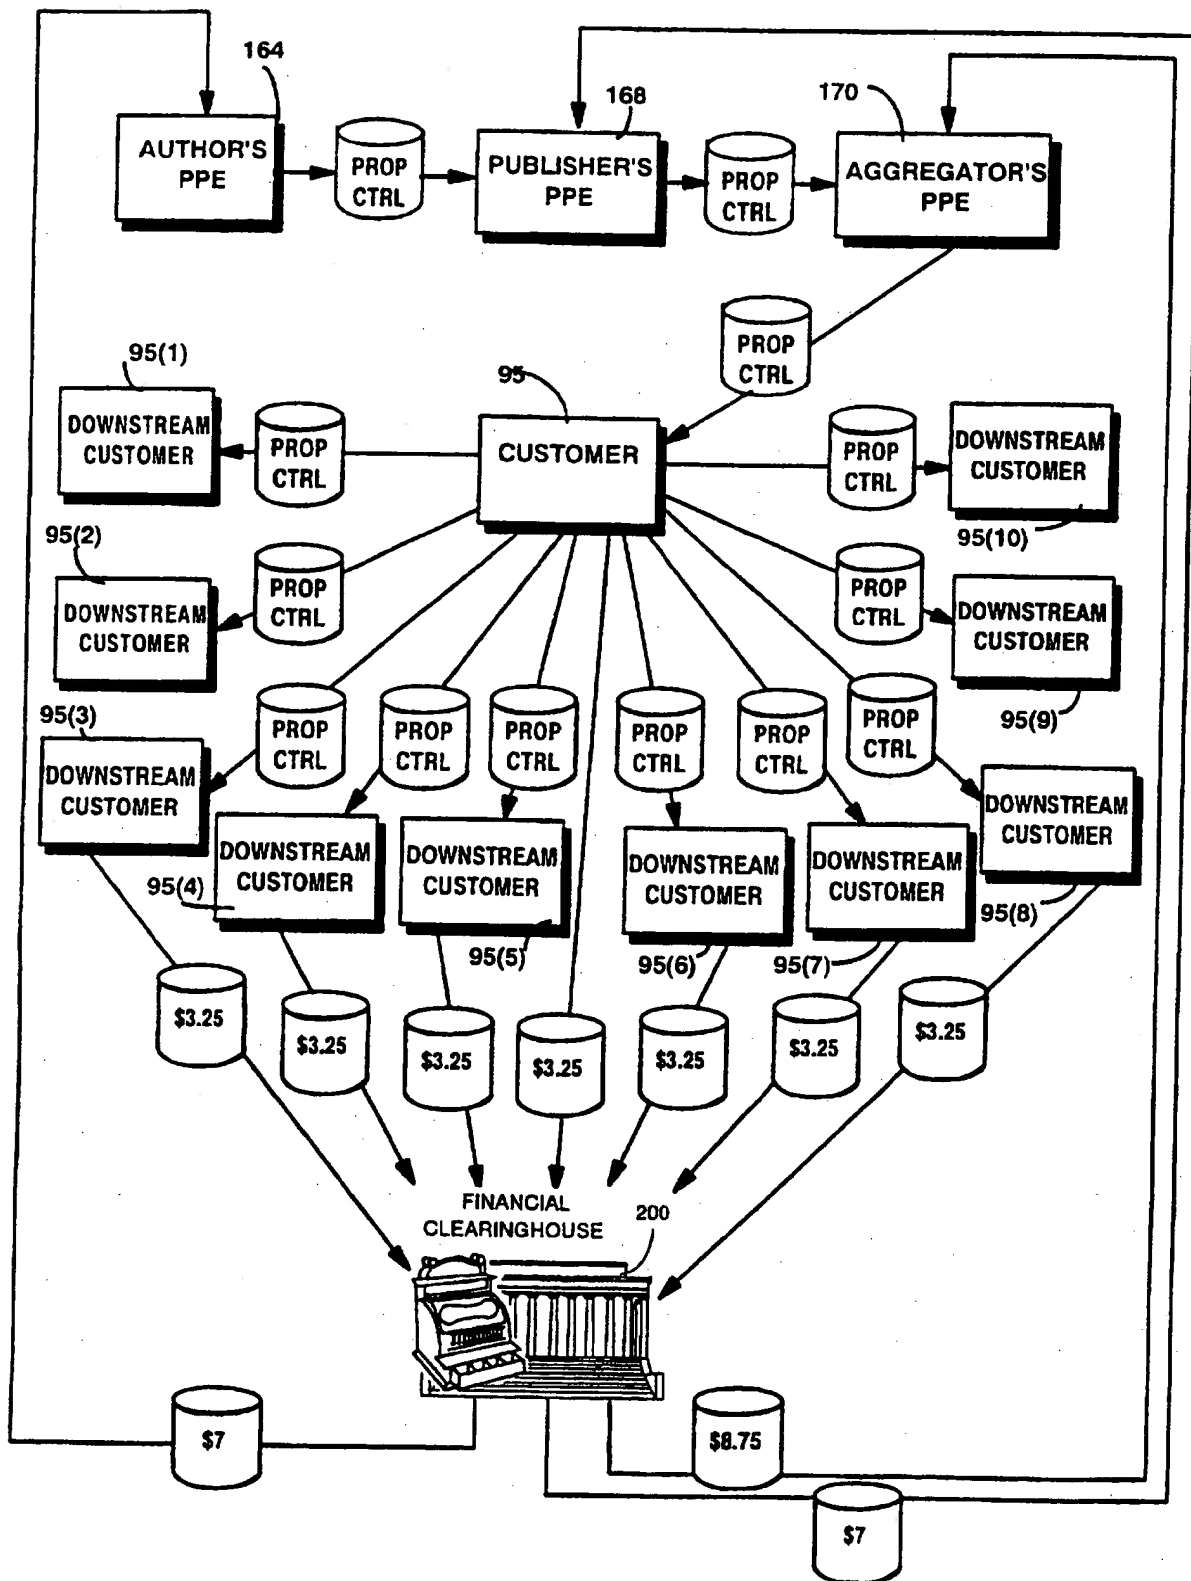 164
168
170
AUTHOR'S
PPE
PROP
CTRL
PUBLISHER'S
PPE
PROP
CTRL
AGGREGATOR'S
PPE
PROP
CTRL
95(1)
DOWNSTREAM
CUSTOMER
PROP
CTRL
95
CUSTOMER
PROP
CTRL
DOWNSTREAM
CUSTOMER
95(10)
95(2)
DOWNSTREAM
CUSTOMER
PROP
CTRL
PROP
CTRL
DOWNSTREAM
CUSTOMER
95(9)
95(3)
DOWNSTREAM
CUSTOMER
PROP
CTRL
PROP
CTRL
PROP
CTRL
PROP
CTRL
PROP
CTRL
PROP
CTRL
DOWNSTREAM
CUSTOMER
95(8)
95(4)
DOWNSTREAM
CUSTOMER
DOWNSTREAM
CUSTOMER
95(5)
DOWNSTREAM
CUSTOMER
95(6)
DOWNSTREAM
CUSTOMER
95(7)
$3.25
$3.25
$3.25
$3.25
$3.25
$3.25
$3.25
FINANCIAL
CLEARINGHOUSE
200
$7
$8.75
$7